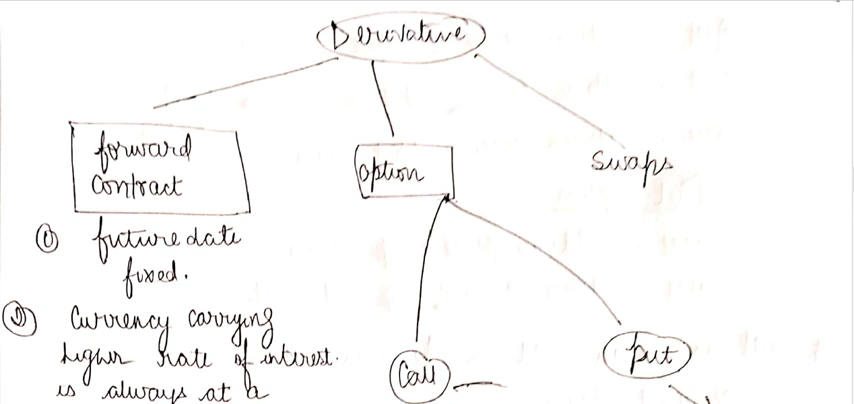 Derivative
forward
contract
option
Swaps
① future date
fixed.
② Currency carrying
higher rate of interest.
is always at a
Call
put